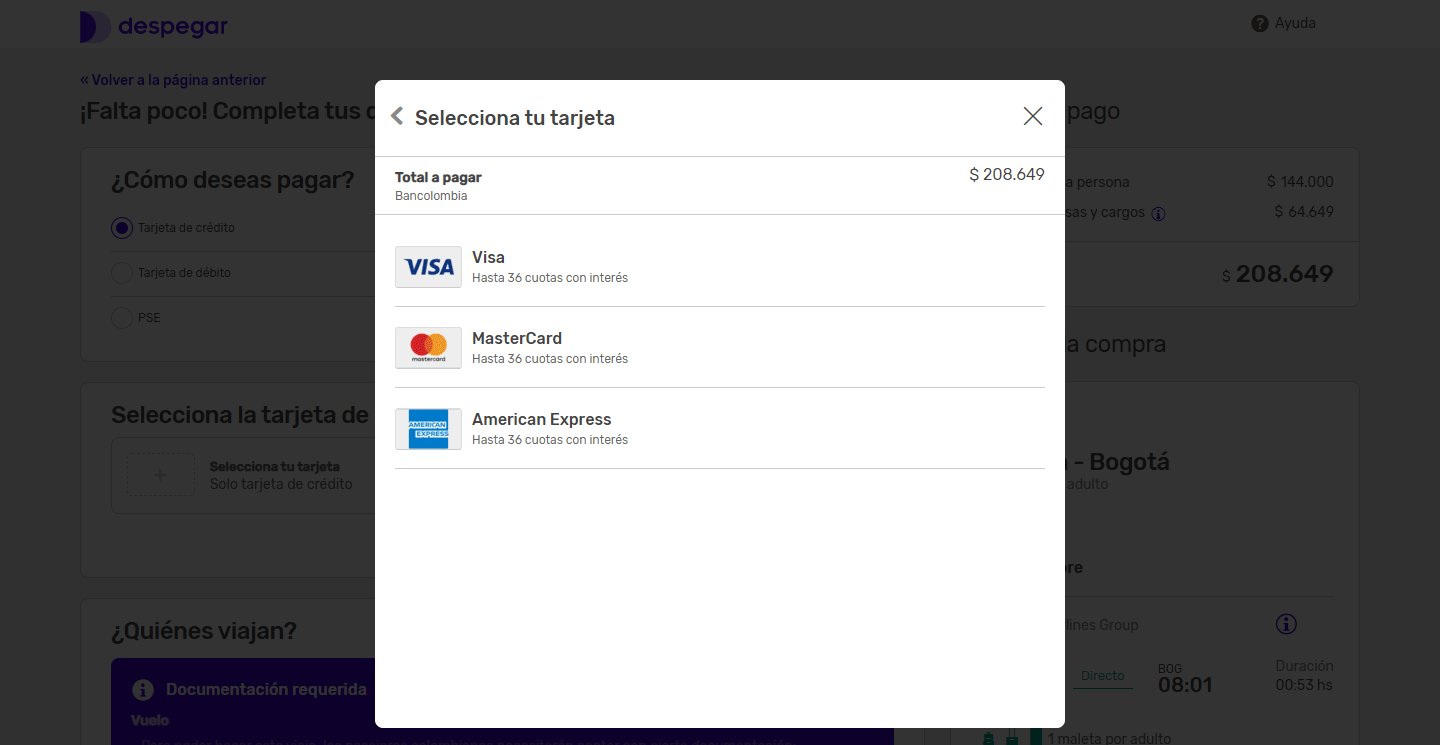 despegar
Ayuda
« Volver a la página anterior
¡Falta poco! Completa tus
pago
¿Cómo deseas pagar?
Tarjeta de crédito
Tarjeta de débito
PSE
Selecciona la tarjeta de
Selecciona tu tarjeta
Solo tarjeta de crédito
¿Quiénes viajan?
Documentación requerida
Vuelo
Selecciona tu tarjeta
Total a pagar
$ 208.649
Bancolombia
VISA
Visa
Hasta 36 cuotas con interés
mastercard
MasterCard
Hasta 36 cuotas con interés
AMERICAN
EXPRESS
American Express
Hasta 36 cuotas con interés
a persona
$ 144.000
sas y cargos
$ 64.649
$ 208.649
a compra
- Bogotá
adulto
re
lines Group
Directo
BOG
08:01
Duración
00:53 hs
1 maleta por adulto